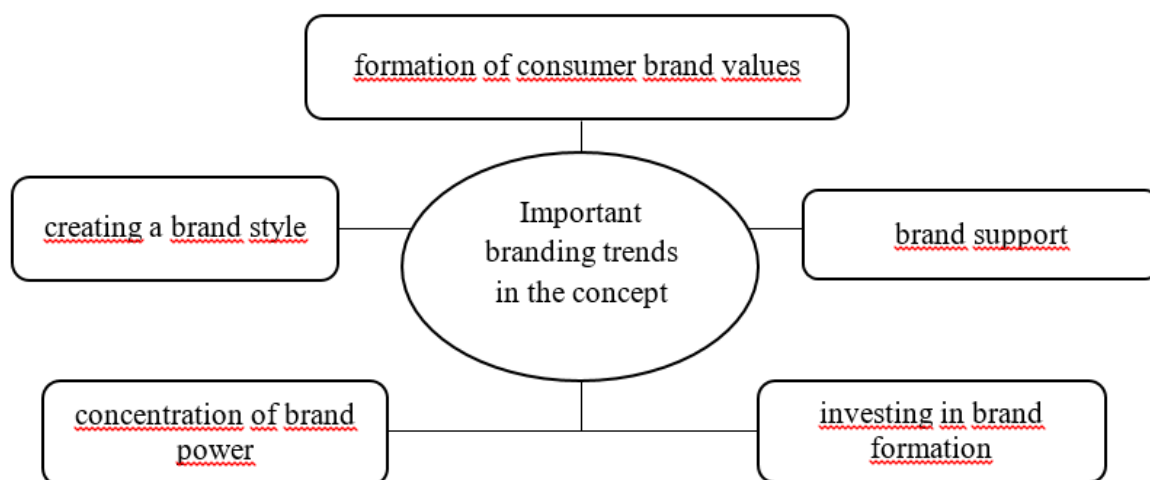 formation of consumer brand values
creating a brand style
Important
branding trends
in the concept
brand support
concentration of brand
power
investing in brand
formation